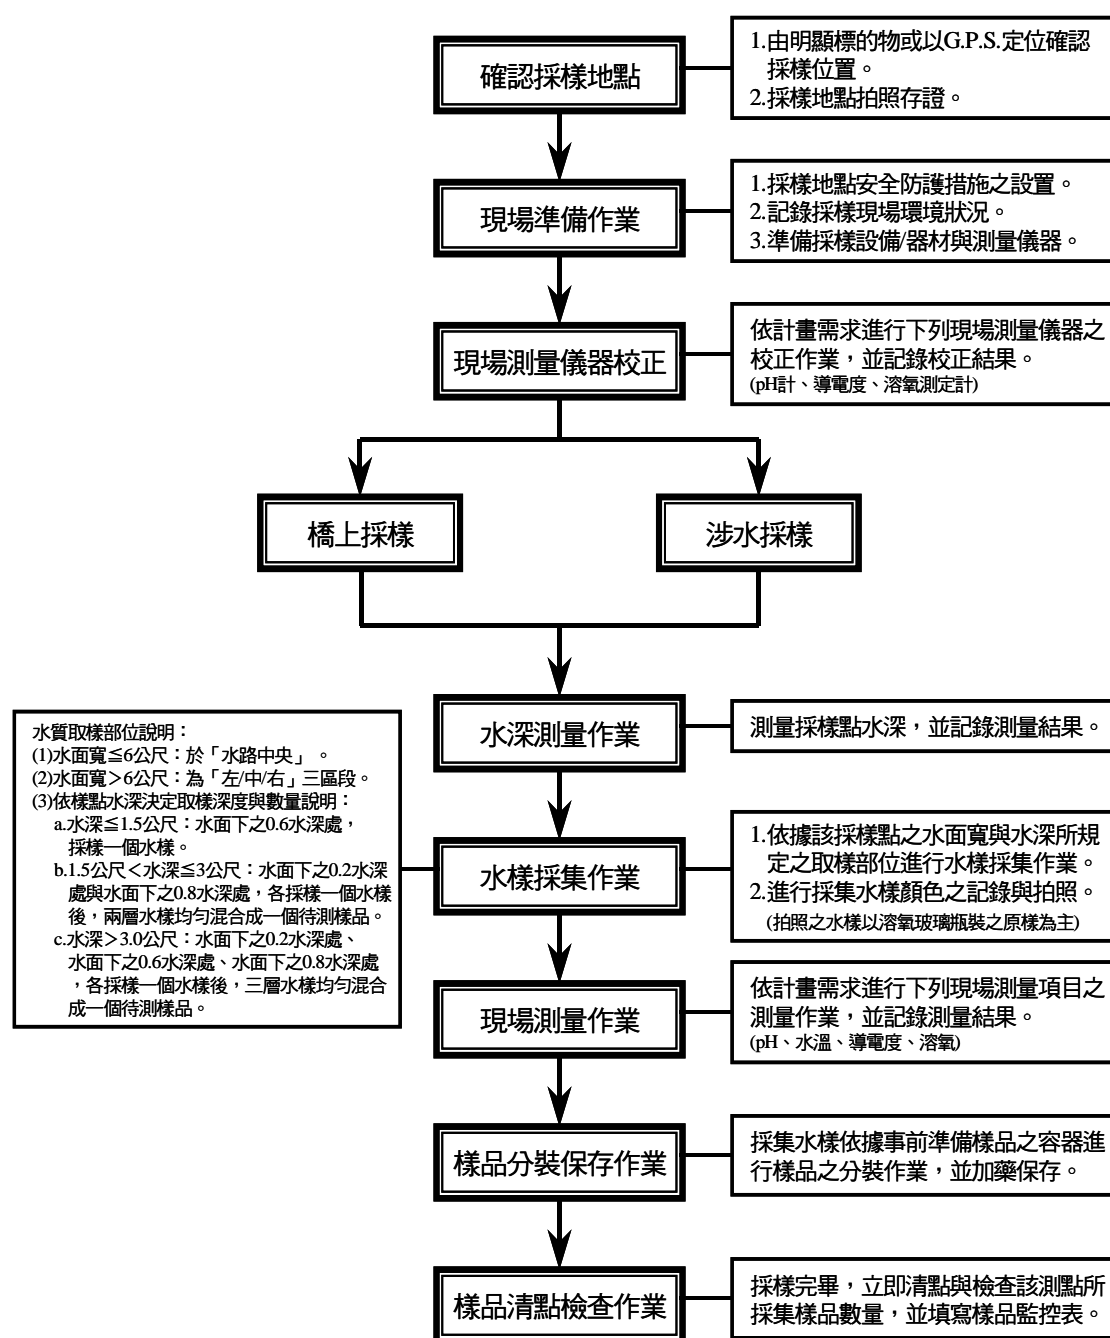 確認採樣地點
1.由明顯標的物或以G.P.S.定位確認
採樣位置。
2.採樣地點拍照存證。
現場準備作業
1.採樣地點安全防護措施之設置。
2.記錄採樣現場環境狀況。
3.準備採樣設備/器材與測量儀器。
現場測量儀器校正
依計畫需求進行下列現場測量儀器之
校正作業，並記錄校正結果。
(pH計、導電度、溶氧測定計)
橋上採樣
涉水採樣
水深測量作業
測量採樣點水深，並記錄測量結果。
水質取樣部位說明：
(1)水面寬≦6公尺：於「水路中央」。
(2)水面寬＞6公尺：為「左/中/右」三區段。
(3)依樣點水深決定取樣深度與數量說明：
a.水深≦1.5公尺：水面下之0.6水深處，
採樣一個水樣。
b.1.5公尺＜水深≦3公尺：水面下之0.2水深
處與水面下之0.8水深處，各採樣一個水樣
後，兩層水樣均勻混合成一個待測樣品。
c.水深＞3.0公尺：水面下之0.2水深處、
水面下之0.6水深處、水面下之0.8水深處
，各採樣一個水樣後，三層水樣均勻混合
成一個待測樣品。
水樣採集作業
1.依據該採樣點之水面寬與水深所規
定之取樣部位進行水樣採集作業。
2.進行採集水樣顏色之記錄與拍照。
(拍照之水樣以溶氧玻璃瓶裝之原樣為主)
現場測量作業
依計畫需求進行下列現場測量項目之
測量作業，並記錄測量結果。
(pH、水溫、導電度、溶氧)
樣品分裝保存作業
採集水樣依據事前準備樣品之容器進
行樣品之分裝作業，並加藥保存。
樣品清點檢查作業
採樣完畢，立即清點與檢查該測點所
採集樣品數量，並填寫樣品監控表。